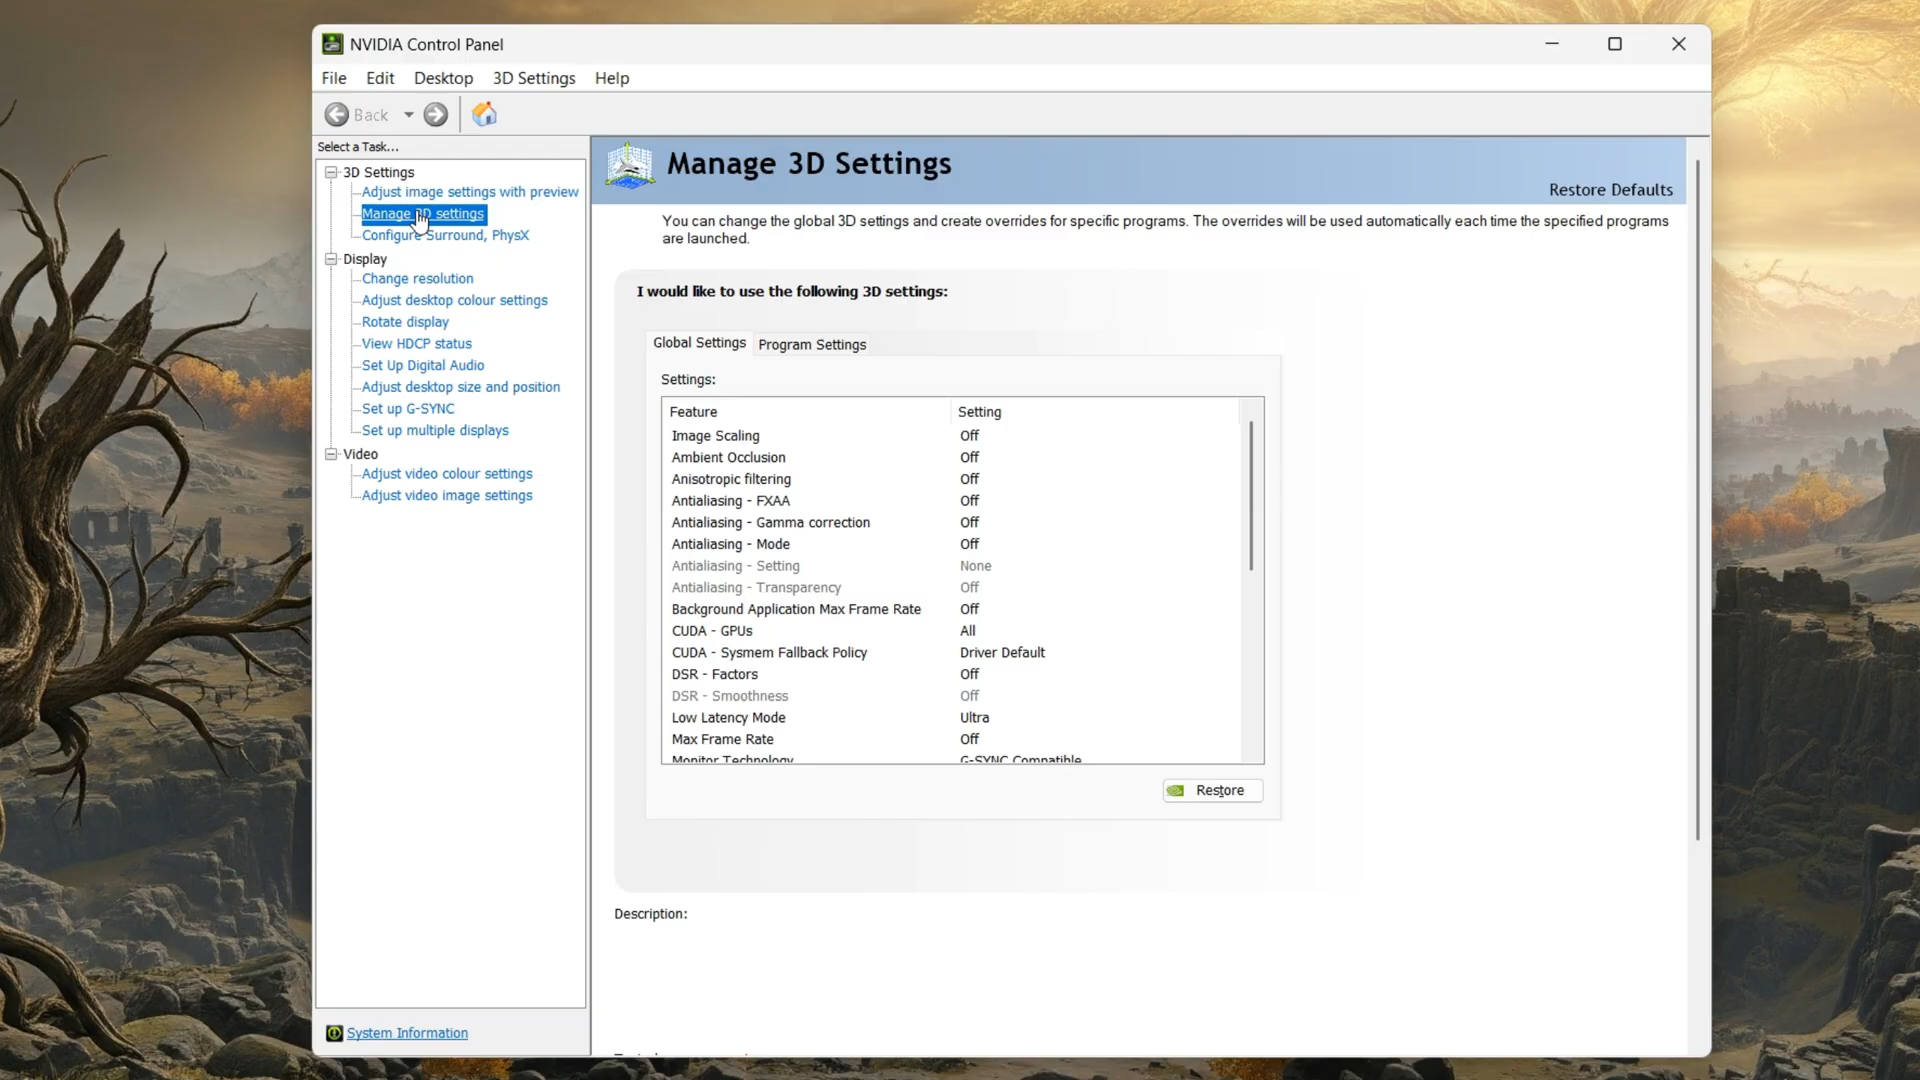 NVIDIA Control Panel
File Edit Desktop 3D Settings Help
Back
Select a Task...
3D Settings
Adjust image settings with preview
Manage 3D settings
Configure Surround, PhysX
Display
Change resolution
Adjust desktop colour settings
Rotate display
View HDCP status
Set Up Digital Audio
Adjust desktop size and position
Set up G-SYNC
Set up multiple displays
Video
Adjust video colour settings
Adjust video image settings
System Information
Manage 3D Settings
Restore Defaults
You can change the global 3D settings and create overrides for specific programs. The overrides will be used automatically each time the specified programs
are launched.
I would like to use the following 3D settings:
Global Settings Program Settings
Settings:
Feature Setting
Image Scaling Off
Ambient Occlusion Off
Anisotropic filtering Off
Antialiasing - FXAA Off
Antialiasing - Gamma correction Off
Antialiasing - Mode Off
Antialiasing - Setting None
Antialiasing - Transparency Off
Background Application Max Frame Rate Off
CUDA - GPUs All
CUDA - Sysmem Fallback Policy Driver Default
DSR - Factors Off
DSR - Smoothness Off
Low Latency Mode Ultra
Max Frame Rate Off
Monitor Technology G-SYNC Compatible
Restore
Description: